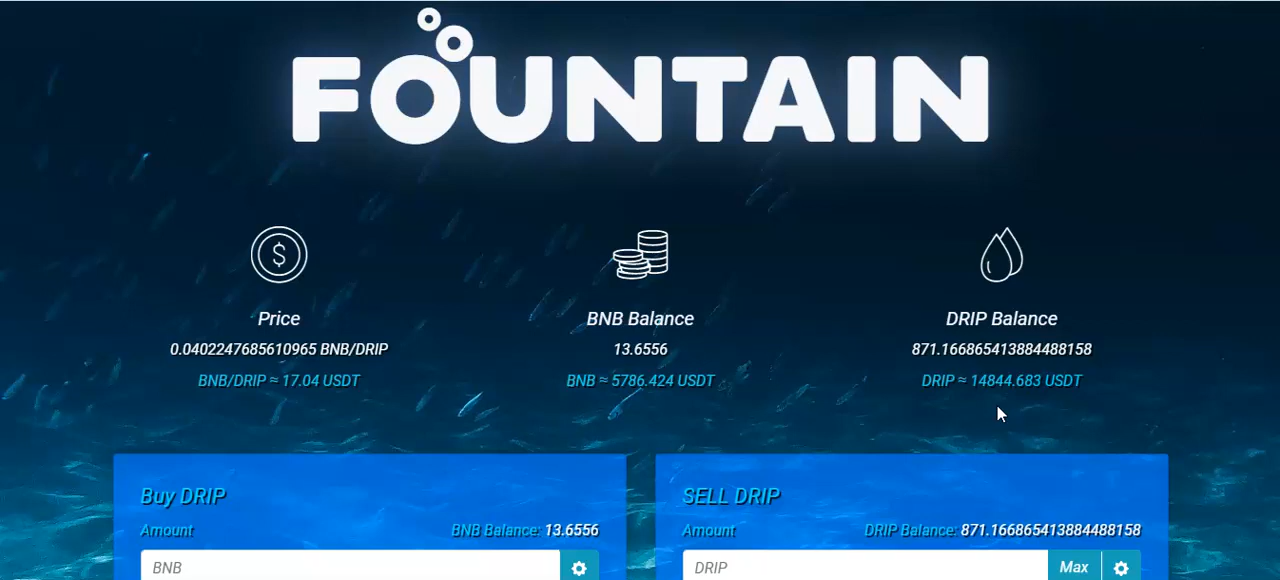 FOUNTAIN
Price
0.0402247685610965 BNB/DRIP
BNB/DRIP ≈ 17.04 USDT
BNB Balance
13.6556
BNB ≈ 5786.424 USDT
DRIP Balance
871.166865413884488158
DRIP ≈ 14844.683 USDT
Buy DRIP
Amount BNB Balance: 13.6556
BNB
SELL DRIP
Amount DRIP Balance: 871.166865413884488158
DRIP Max